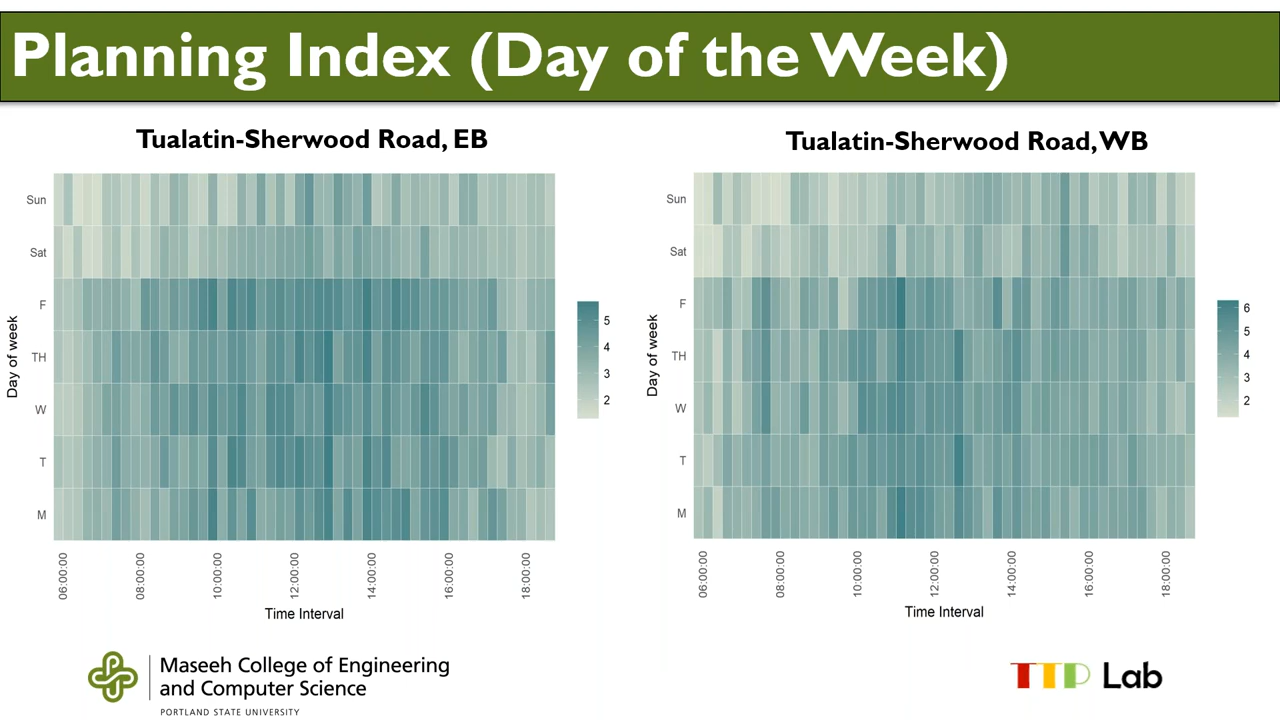 Planning Index (Day of the Week)
Tualatin-Sherwood Road, EB
Day of week
Sun
Sat
F
TH
W
T
M
06:00:00
08:00:00
10:00:00
12:00:00
14:00:00
16:00:00
18:00:00
Time Interval
5
4
3
2
Tualatin-Sherwood Road, WB
Day of week
Sun
Sat
F
TH
W
T
M
06:00:00
08:00:00
10:00:00
12:00:00
14:00:00
16:00:00
18:00:00
Time Interval
6
5
4
3
2
Maseeh College of Engineering
and Computer Science
PORTLAND STATE UNIVERSITY
TTP Lab